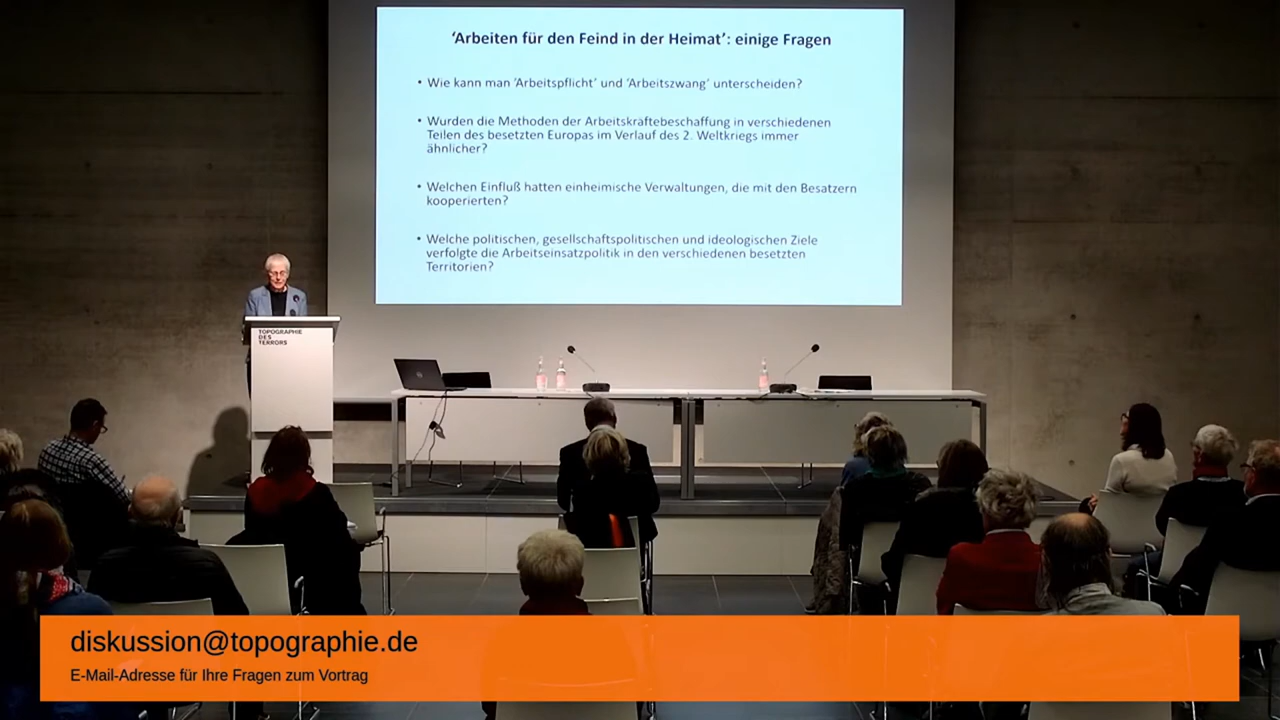 ‘Arbeiten für den Feind in der Heimat’: einige Fragen
• Wie kann man ‘Arbeitspflicht’ und ‘Arbeitszwang’ unterscheiden?
• Wurden die Methoden der Arbeitskräftebeschaffung in verschiedenen
Teilen des besetzten Europas im Verlauf des 2. Weltkriegs immer
ähnlicher?
• Welchen Einfluß hatten einheimische Verwaltungen, die mit den Besatzern
kooperierten?
• Welche politischen, gesellschaftspolitischen und ideologischen Ziele
verfolgte die Arbeitseinsatzpolitik in den verschiedenen besetzten
Territorien?
TOPOGRAPHIE
DES
TERRORS
diskussion@topographie.de
E-Mail-Adresse für Ihre Fragen zum Vortrag